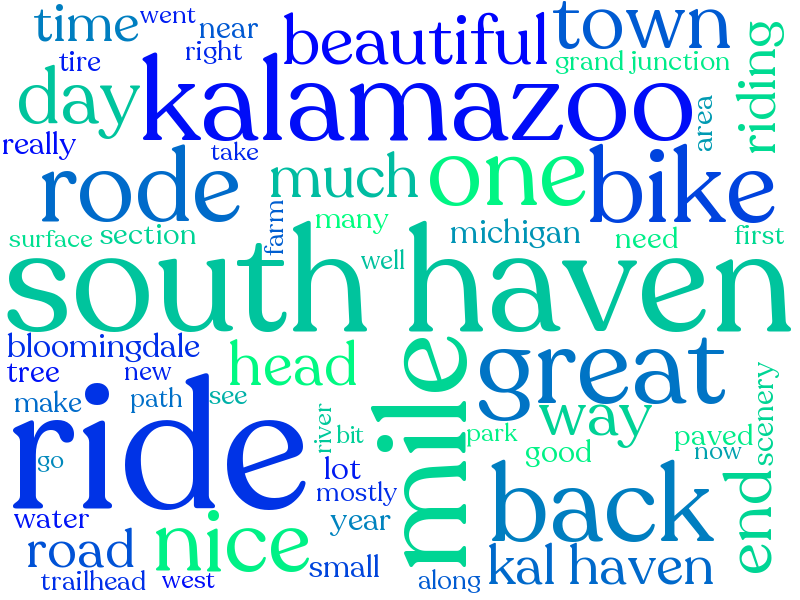 time
went
near
right
tire
beautiful
town
grand junction
riding
day
kalamazoo
area
really
take
rode
much
one
bike
farm
many
surface
section
michigan
need
first
well
south haven
bloomingdale
tree
new
head
mile
great
scenery
make
path
see
way
river
bit
park
paved
good
now
go
ride
lot
mostly
back
end
water
nice
year
road
small
kal haven
trailhead
west
along